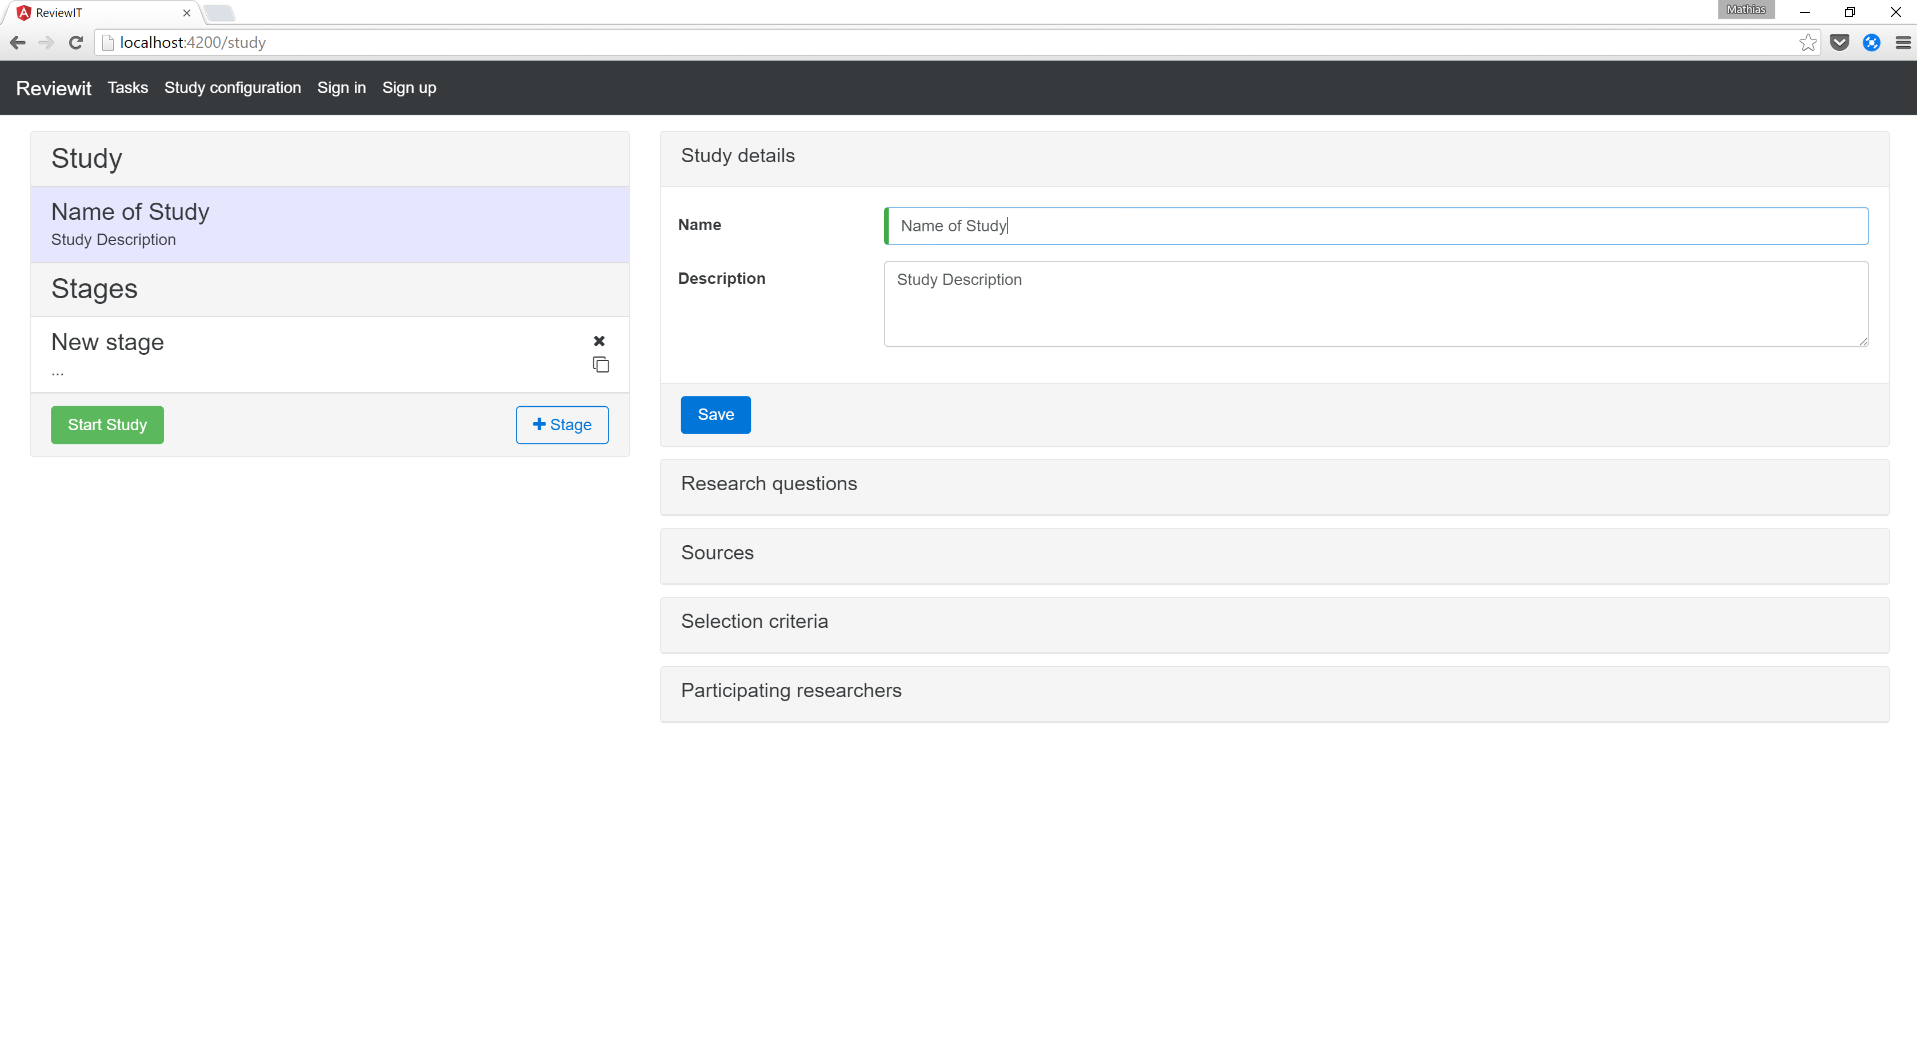 ReviewIT
Mathias
localhost:4200/study
Reviewit Tasks Study configuration Sign in Sign up
Study
Name of Study
Study Description
Stages
New stage
...
Start Study
Stage
Study details
Name
Name of Study
Description
Study Description
Save
Research questions
Sources
Selection criteria
Participating researchers